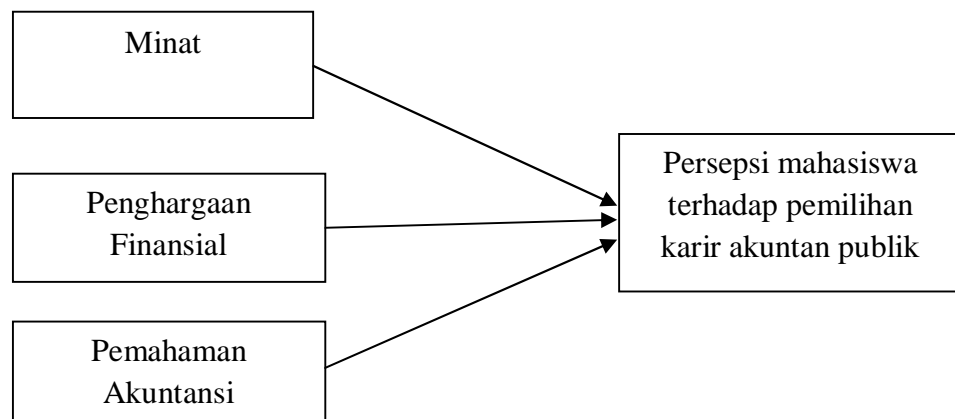 Minat
Penghargaan
Finansial
Pemahaman
Akuntansi
Persepsi mahasiswa
terhadap pemilihan
karir akuntan publik